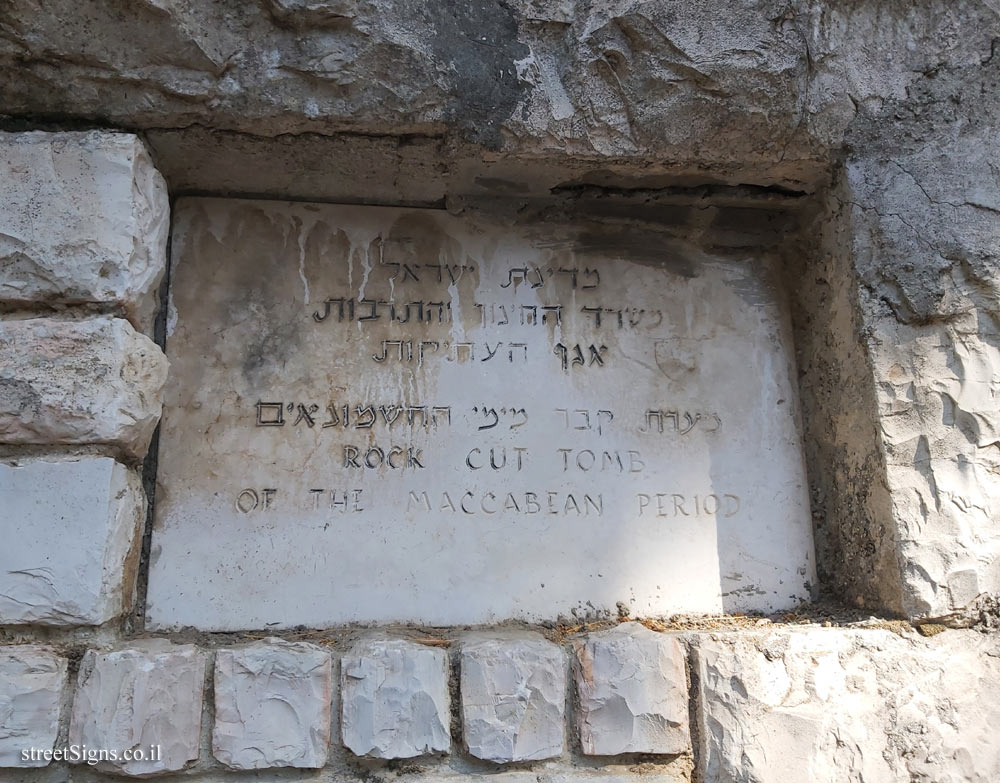 מדינת ישראל
משרד החינוך והתרבות
אגף העתיקות
מערת קבר מימי החשמונאים
ROCK CUT TOMB
OF THE MACCABEAN PERIOD
streetSigns.co.il